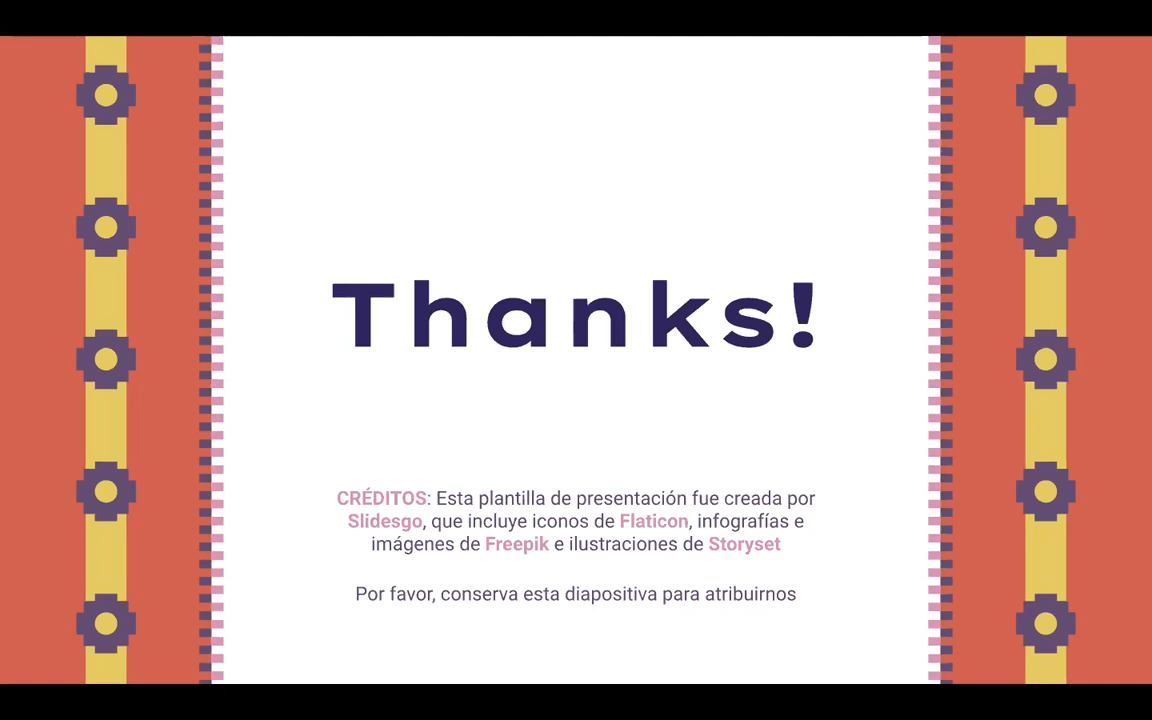 Thanks!
CRÉDITOS: Esta plantilla de presentación fue creada por
Slidesgo, que incluye iconos de Flaticon, infografías e
imágenes de Freepik e ilustraciones de Storyset
Por favor, conserva esta diapositiva para atribuirnos